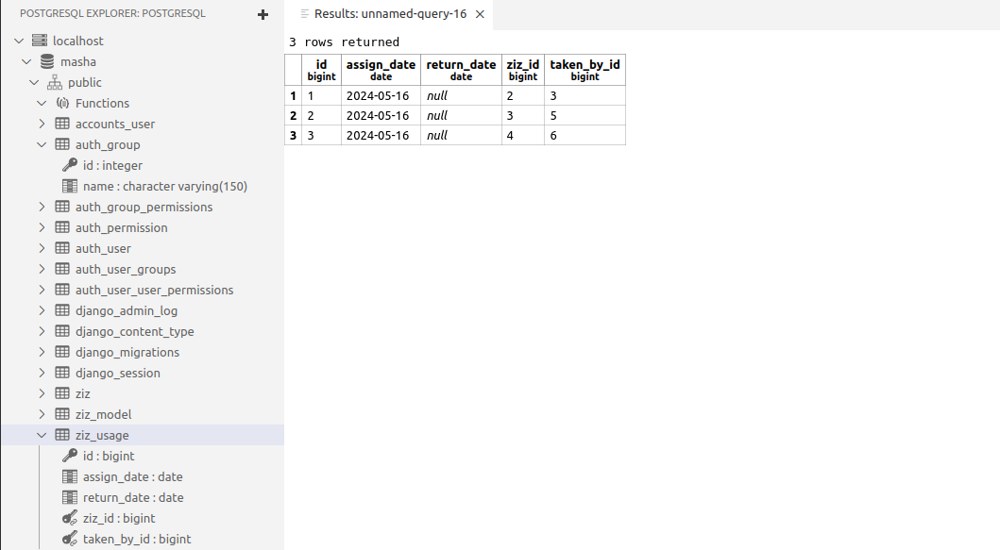 POSTGRESQL EXPLORER: POSTGRESQL
localhost
masha
public
Functions
accounts_user
auth_group
id : integer
name : character varying(150)
auth_group_permissions
auth_permission
auth_user
auth_user_groups
auth_user_user_permissions
django_admin_log
django_content_type
django_migrations
django_session
ziz
ziz_model
ziz_usage
id : bigint
assign_date : date
return_date : date
ziz_id : bigint
taken_by_id : bigint
Results: unnamed-query-16
3 rows returned
id assign_date return_date ziz_id taken_by_id
bigint date date bigint bigint
1 1 2024-05-16 null 2 3
2 2 2024-05-16 null 3 5
3 3 2024-05-16 null 4 6